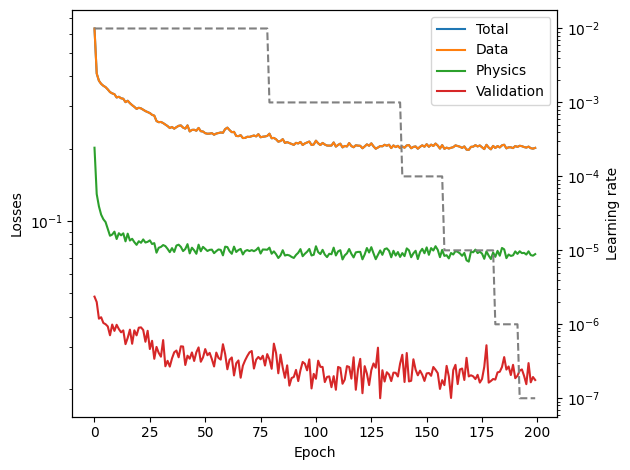 Total
Data
Physics
Validation
10⁻²
10⁻³
10⁻⁴
10⁻⁵
10⁻⁶
10⁻⁷
Learning rate
Losses
10⁻¹
0 25 50 75 100 125 150 175 200
Epoch